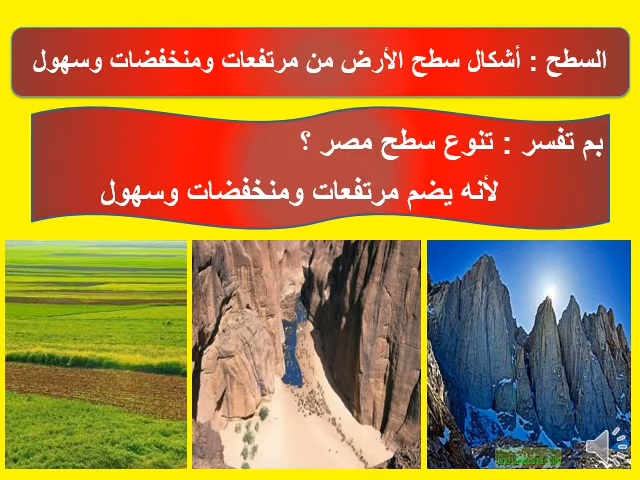 السطح : أشكال سطح الأرض من مرتفعات ومنخفضات وسهول
بم تفسر : تنوع سطح مصر ؟
لأنه يضم مرتفعات ومنخفضات وسهول